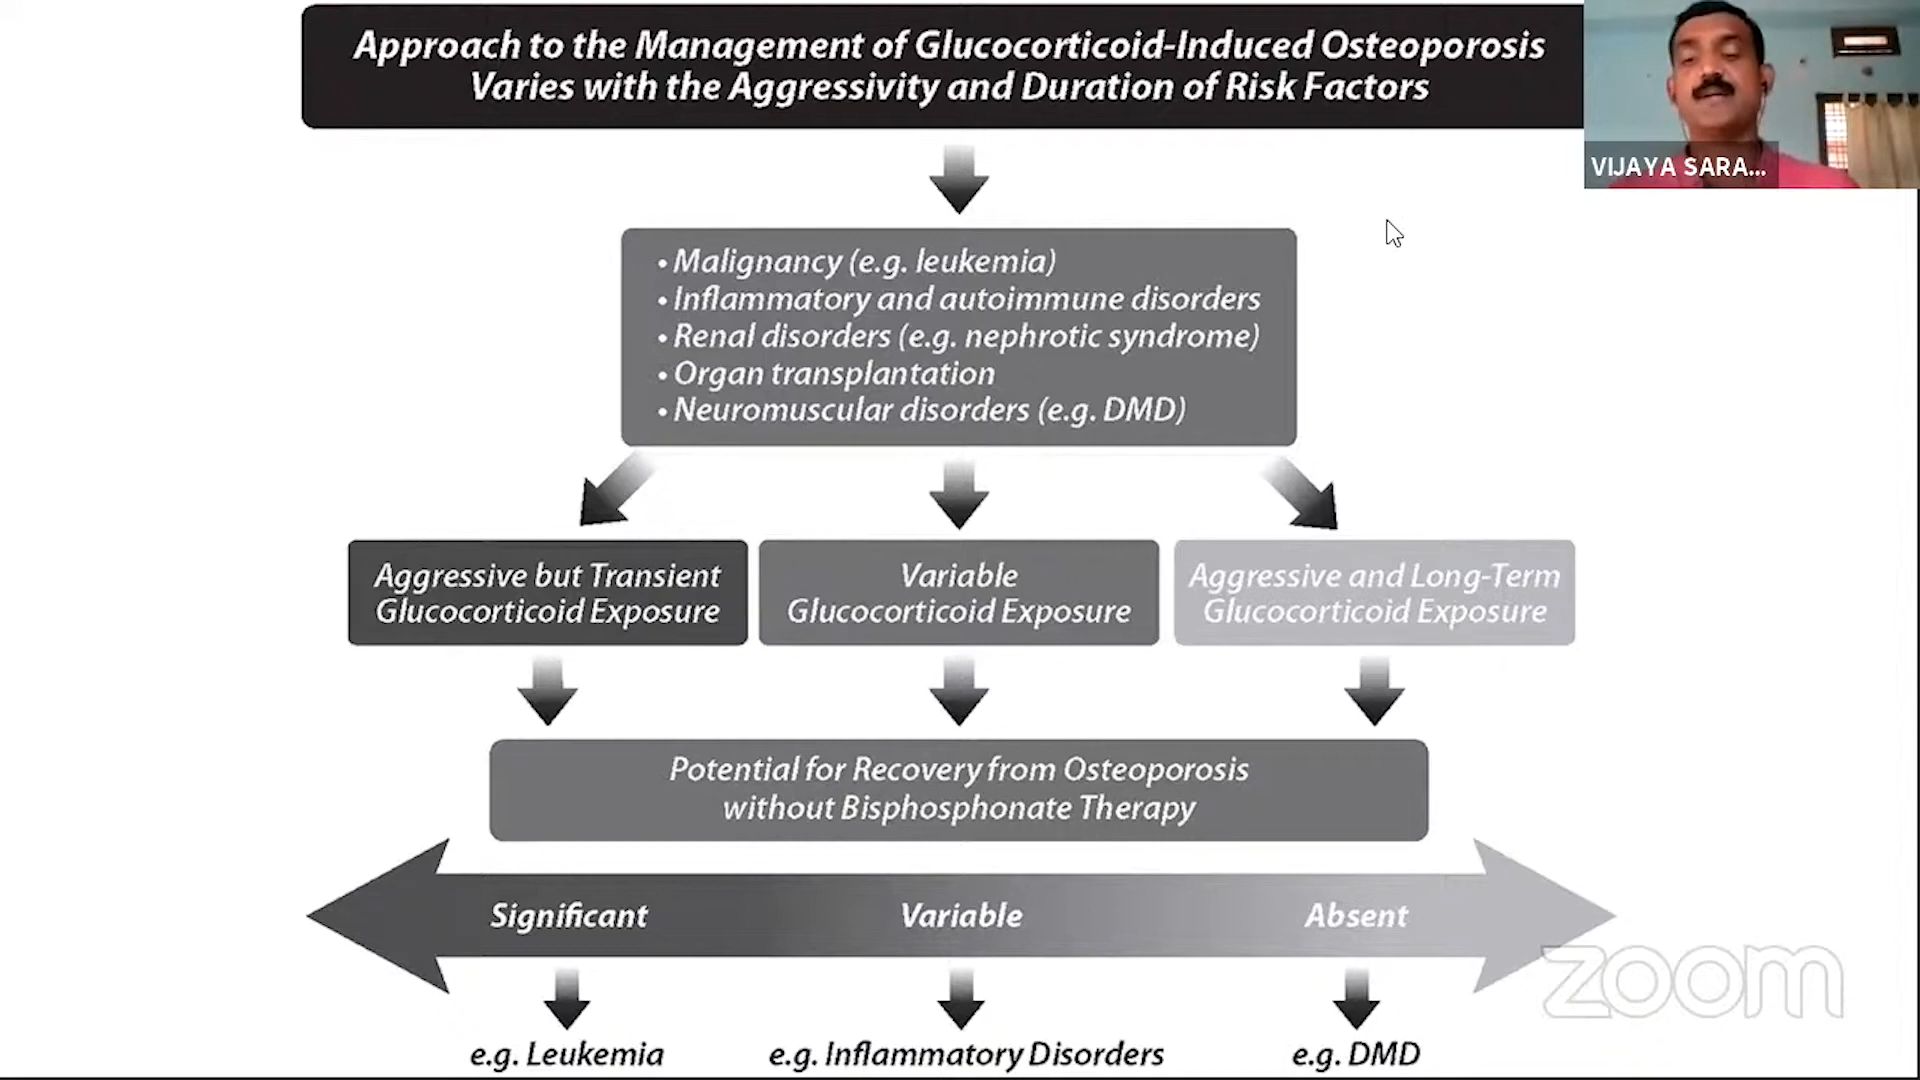 Approach to the Management of Glucocorticoid-Induced Osteoporosis
Varies with the Aggressivity and Duration of Risk Factors
VIJAYA SARA...
• Malignancy (e.g. leukemia)
• Inflammatory and autoimmune disorders
• Renal disorders (e.g. nephrotic syndrome)
• Organ transplantation
• Neuromuscular disorders (e.g. DMD)
Aggressive but Transient
Glucocorticoid Exposure
Variable
Glucocorticoid Exposure
Aggressive and Long-Term
Glucocorticoid Exposure
Potential for Recovery from Osteoporosis
without Bisphosphonate Therapy
Significant
Variable
Absent
zoom
e.g. Leukemia
e.g. Inflammatory Disorders
e.g. DMD